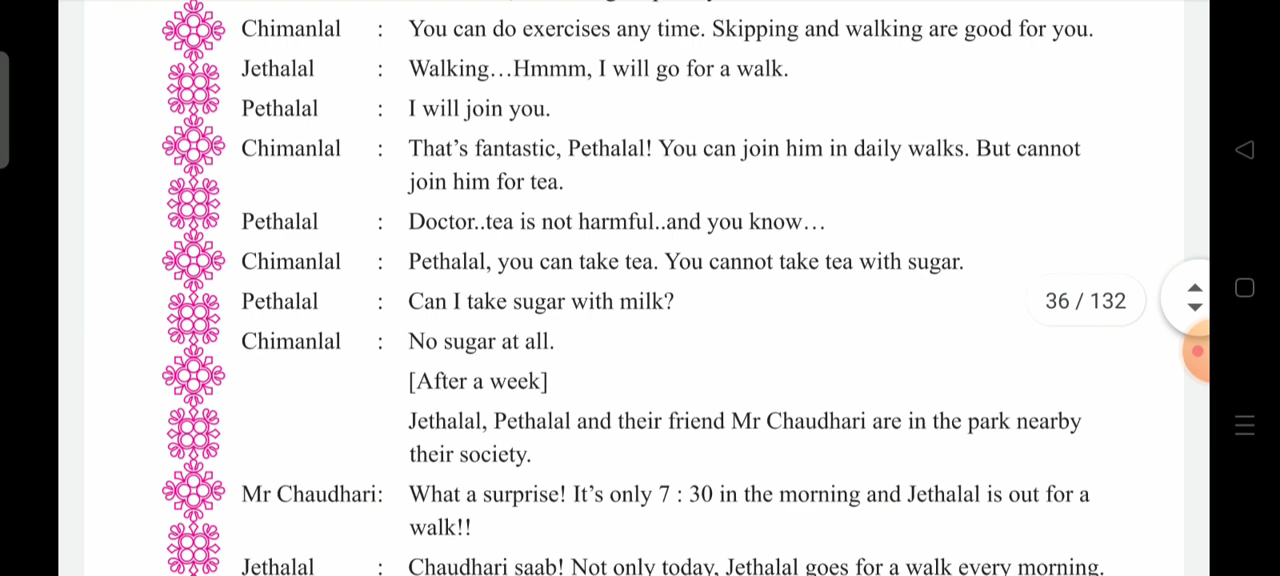 Chimanlal : You can do exercises any time. Skipping and walking are good for you.
Jethalal : Walking...Hmmm, I will go for a walk.
Pethalal : I will join you.
Chimanlal : That's fantastic, Pethalal! You can join him in daily walks. But cannot
join him for tea.
Pethalal : Doctor..tea is not harmful..and you know...
Chimanlal : Pethalal, you can take tea. You cannot take tea with sugar.
Pethalal : Can I take sugar with milk?
36 / 132
Chimanlal : No sugar at all.
[After a week]
Jethalal, Pethalal and their friend Mr Chaudhari are in the park nearby
their society.
Mr Chaudhari: What a surprise! It's only 7 : 30 in the morning and Jethalal is out for a
walk!!
Jethalal : Chaudhari saab! Not only today, Jethalal goes for a walk every morning.